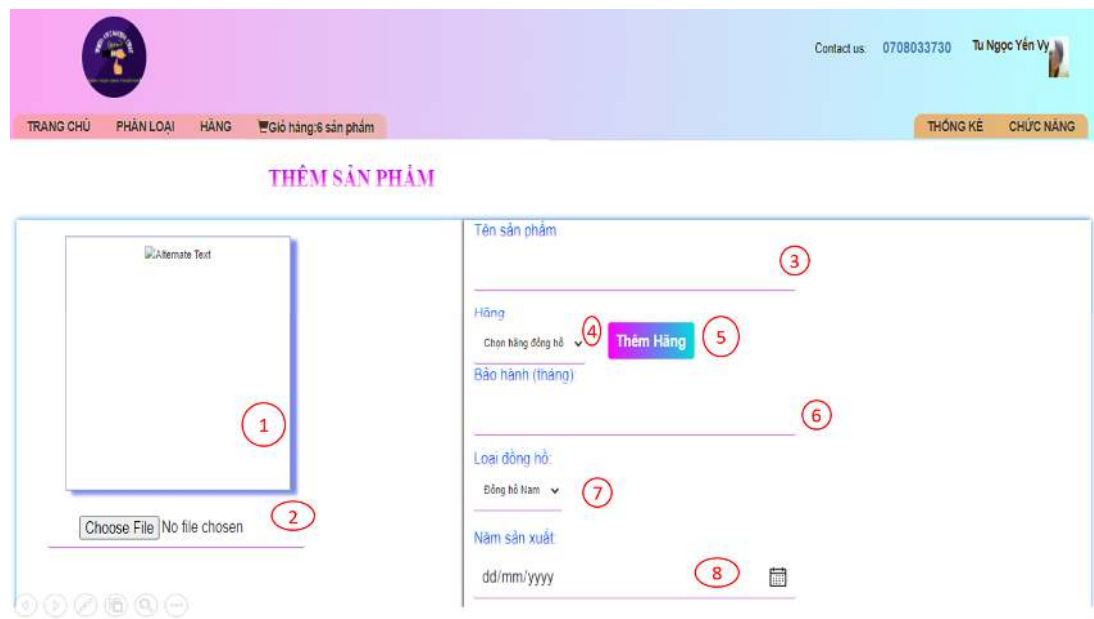 Contact us: 0708033730 Tu Ngọc Yến Vy
TRANG CHỦ PHÂN LOẠI HÃNG Giỏ hàng:6 sản phẩm THỐNG KÊ CHỨC NĂNG
THÊM SẢN PHẨM
Alternate Text
1
Choose File No file chosen
2
Tên sản phẩm
3
Hãng
Chọn hãng đồng hồ 4 Thêm Hãng 5
Bảo hành (tháng):
6
Loại đồng hồ:
Đồng hồ Nam 7
Năm sản xuất:
dd/mm/yyyy 8